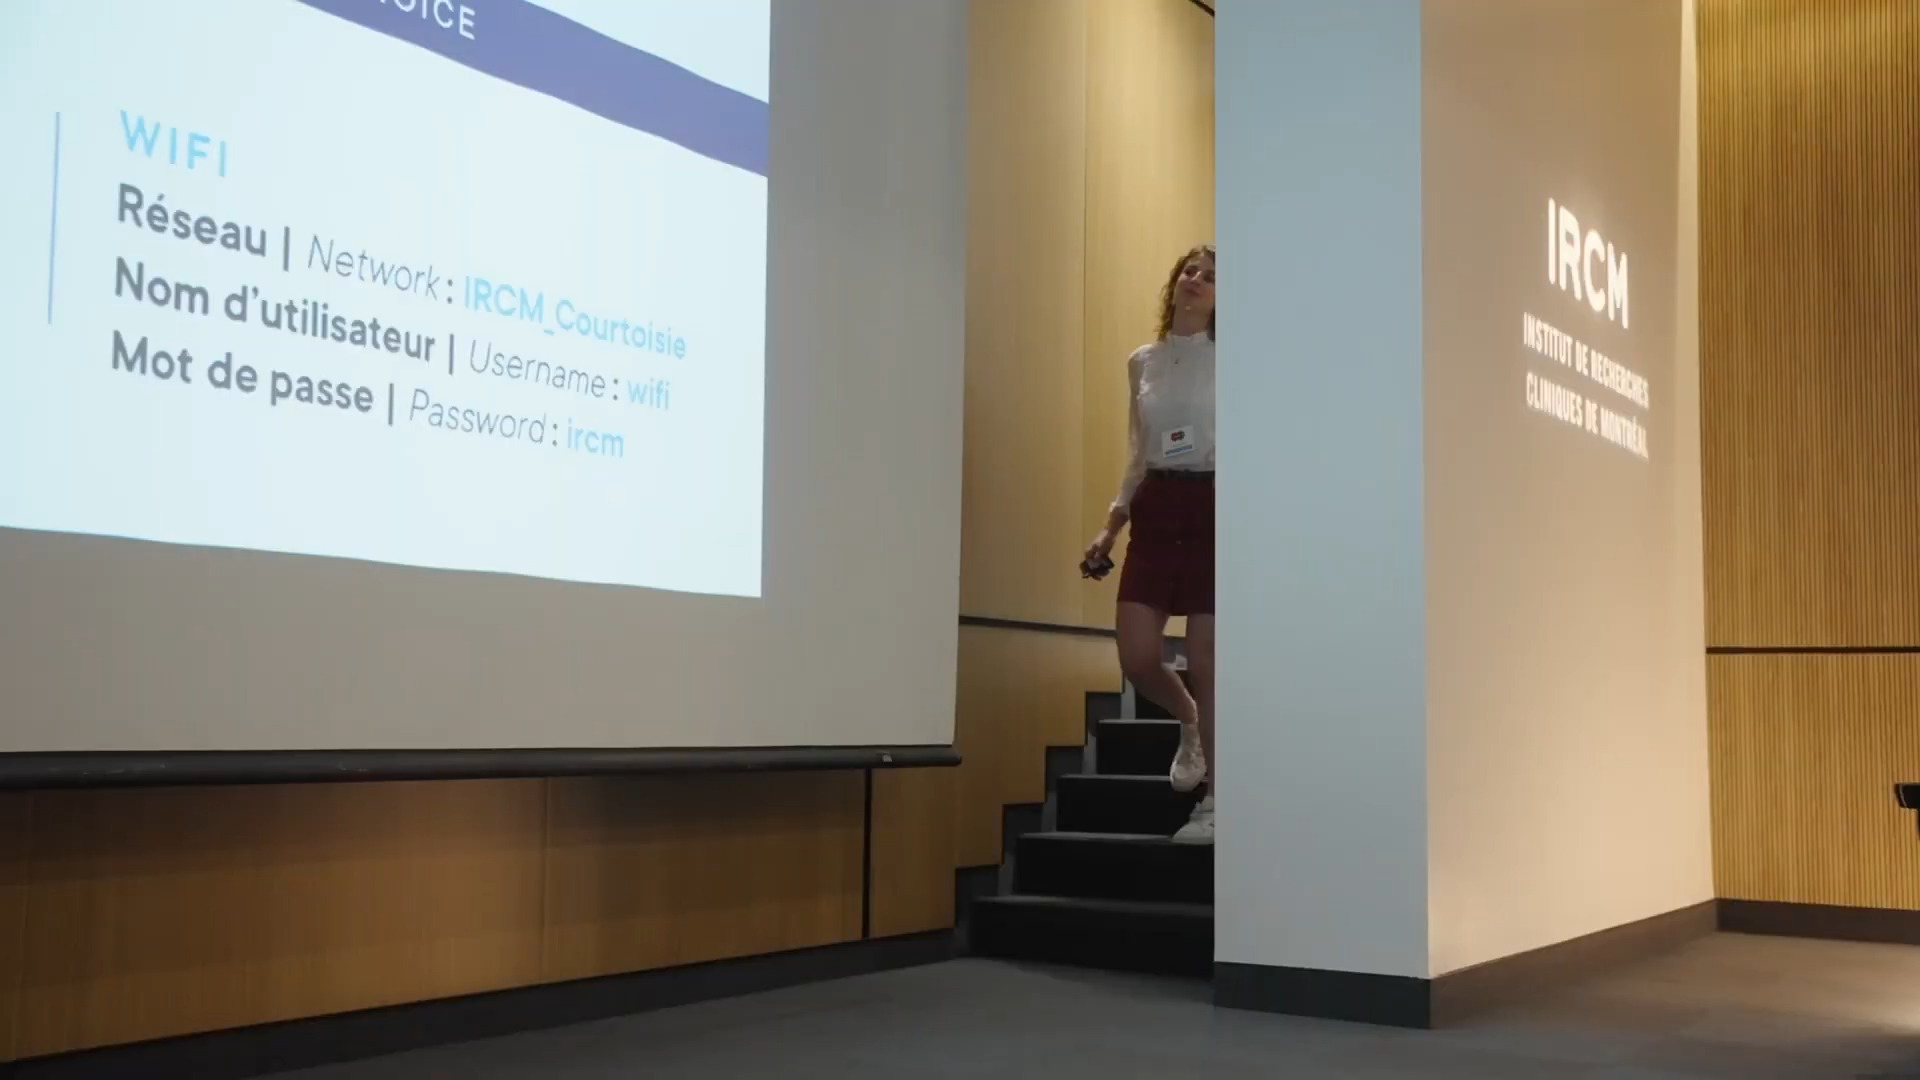 WIFI
Réseau | Network : IRCM_Courtoisie
Nom d'utilisateur | Username : wifi
Mot de passe | Password : ircm
IRCM
INSTITUT DE RECHERCHES
CLINIQUES DE MONTRÉAL